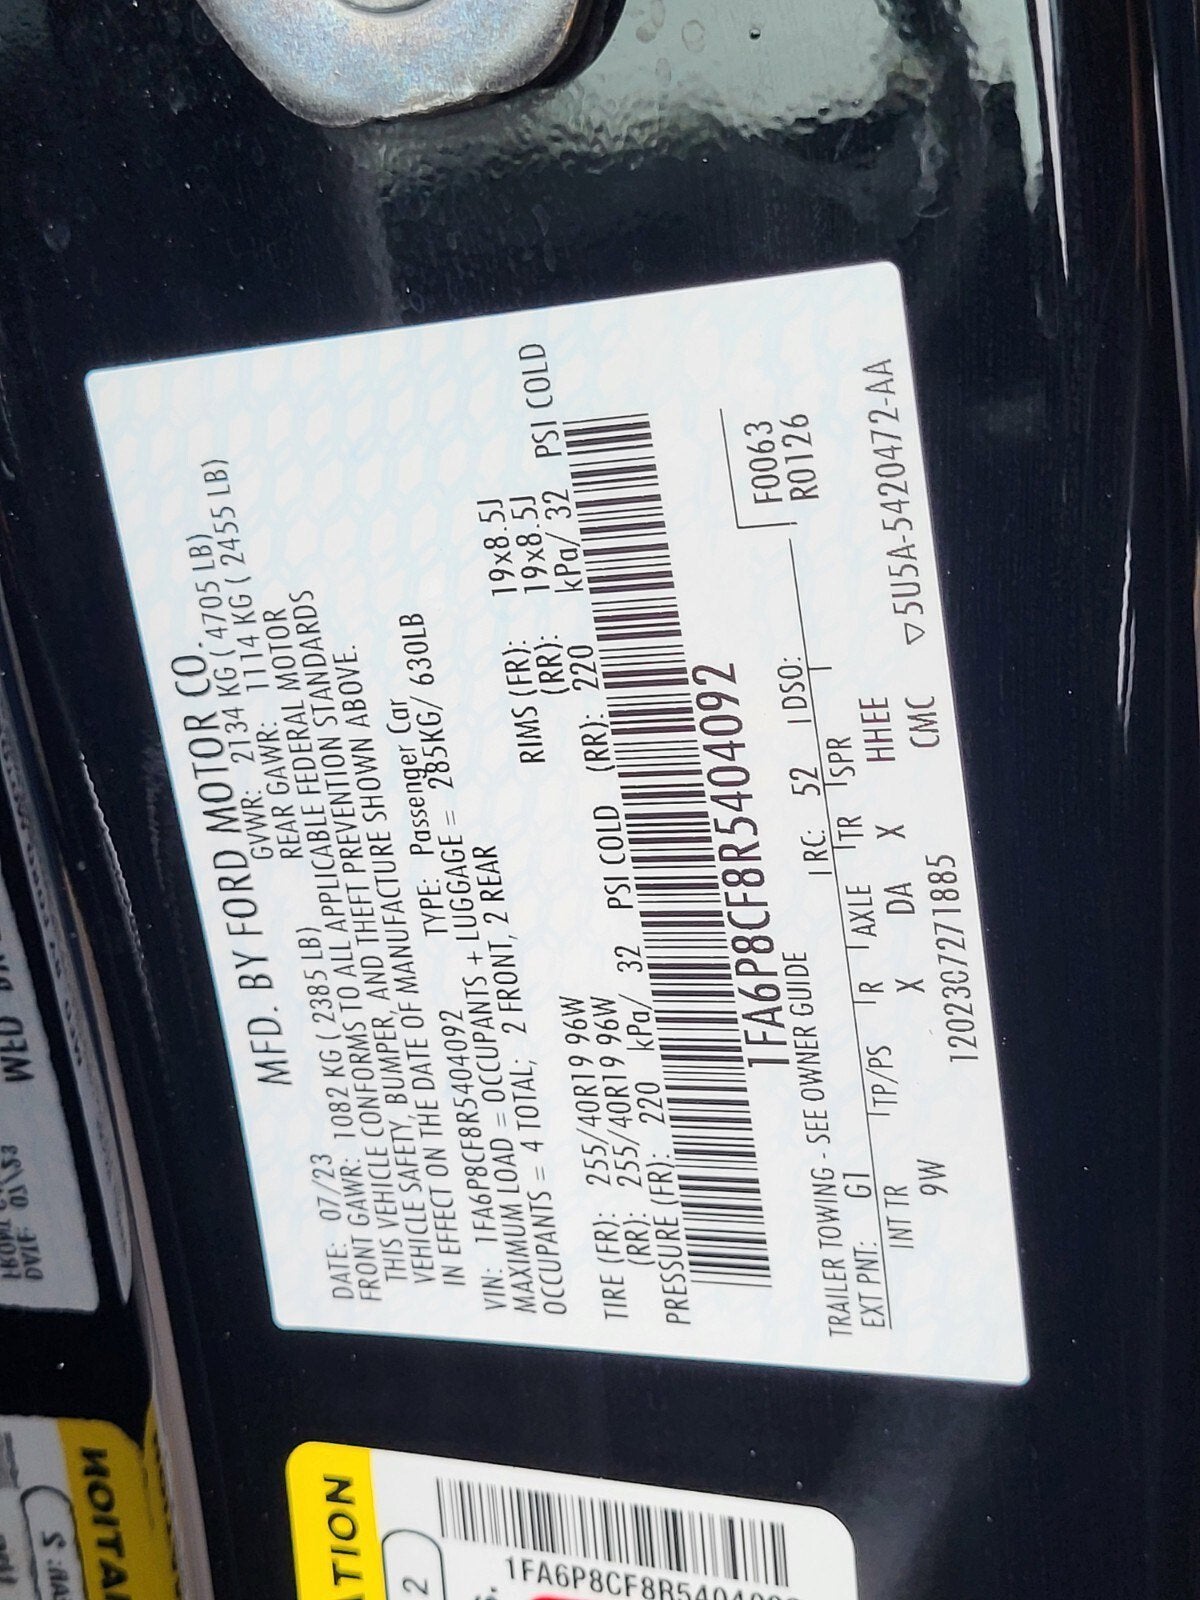 MFD. BY FORD MOTOR CO.
DATE: 07/23 GVWR: 2134 KG ( 4705 LB)
FRONT GAWR: 1082 KG ( 2385 LB) REAR GAWR: 1114 KG ( 2455 LB)
THIS VEHICLE CONFORMS TO ALL APPLICABLE FEDERAL MOTOR
VEHICLE SAFETY, BUMPER, AND THEFT PREVENTION STANDARDS
IN EFFECT ON THE DATE OF MANUFACTURE SHOWN ABOVE.
VIN: 1FA6P8CF8R5404092 TYPE: Passenger Car
MAXIMUM LOAD = OCCUPANTS + LUGGAGE = 285KG/ 630LB
OCCUPANTS = 4 TOTAL; 2 FRONT, 2 REAR
TIRE (FR): 255/40R19 96W RIMS (FR): 19x8.5J
(RR): 255/40R19 96W (RR): 19x8.5J
PRESSURE (FR): 220 kPa/ 32 PSI COLD (RR): 220 kPa/ 32 PSI COLD
1FA6P8CF8R5404092
F0063
R0126
TRAILER TOWING - SEE OWNER GUIDE
EXT PNT: G1 RC: 52 DSO:
INT TR TP/PS R AXLE TR SPR
9W X DA X HHEE
1202307271885 CMC ▽5U5A-5420472-AA
ATION
2